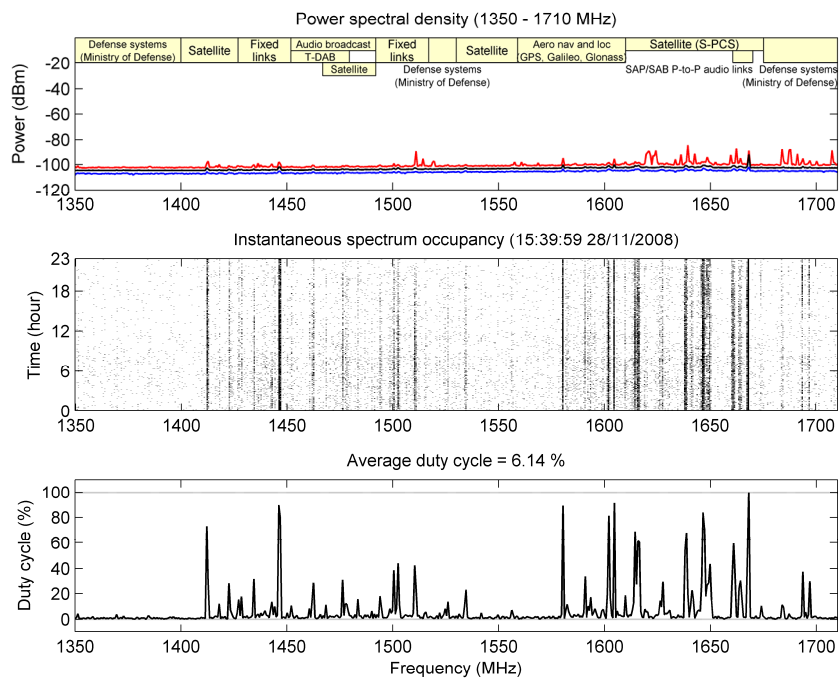 Power spectral density (1350 - 1710 MHz)
Defense systems
(Ministry of Defense)
Satellite
Fixed
links
Audio broadcast
T-DAB
Satellite
Fixed
links
Defense systems
(Ministry of Defense)
Satellite
Aero nav and loc
(GPS, Galileo, Glonass)
Satellite (S-PCS)
SAP/SAB P-to-P audio links
Defense systems
(Ministry of Defense)
Power (dBm)
-20
-40
-60
-80
-100
-120
1350 1400 1450 1500 1550 1600 1650 1700
Instantaneous spectrum occupancy (15:39:59 28/11/2008)
Time (hour)
23
18
12
6
0
1350 1400 1450 1500 1550 1600 1650 1700
Average duty cycle = 6.14 %
Duty cycle (%)
100
80
60
40
20
0
1350 1400 1450 1500 1550 1600 1650 1700
Frequency (MHz)